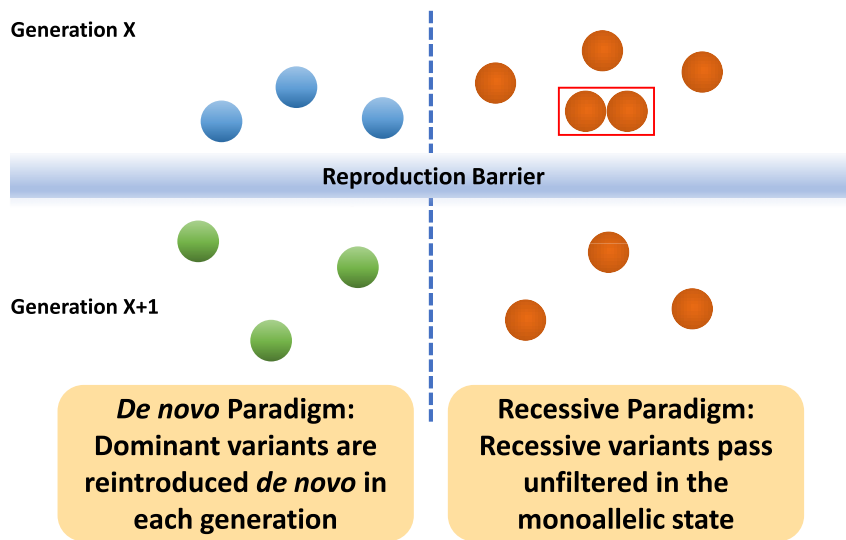 Generation X
Reproduction Barrier
Generation X+1
De novo Paradigm:
Dominant variants are
reintroduced de novo in
each generation
Recessive Paradigm:
Recessive variants pass
unfiltered in the
monoallelic state